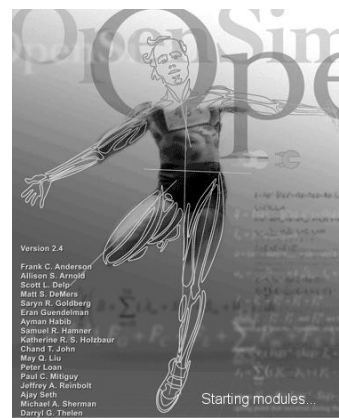 OpenSim
Open
Ope
Version 2.4
Frank C. Anderson
Allison S. Arnold
Scott L. Delp
Matt S. DeMers
Saryn R. Goldberg
Eran Guendelman
Ayman Habib
Samuel R. Hamner
Katherine R. S. Holzbaur
Chand T. John
May Q. Liu
Peter Loan
Paul C. Mitiguy
Jeffrey A. Reinbolt
Ajay Seth
Michael A. Sherman
Darryl G. Thelen
Starting modules...